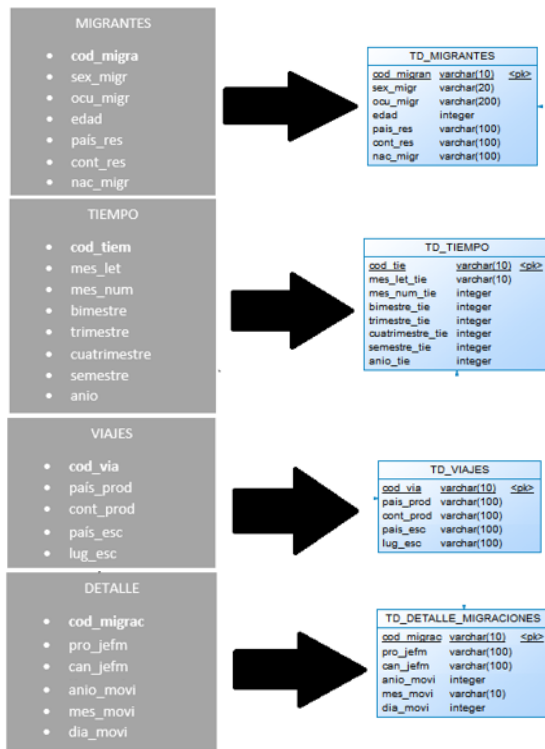 MIGRANTES
• cod_migra
• sex_migr
• ocu_migr
• edad
• país_res
• cont_res
• nac_migr
TD_MIGRANTES
cod_migran varchar(10) <pk>
sex_migr varchar(20)
ocu_migr varchar(200)
edad integer
pais_res varchar(100)
cont_res varchar(100)
nac_migr varchar(100)
TIEMPO
• cod_tiem
• mes_let
• mes_num
• bimestre
• trimestre
• cuatrimestre
• semestre
• anio
TD_TIEMPO
cod_tie varchar(10) <pk>
mes_let_tie varchar(10)
mes_num_tie integer
bimestre_tie integer
trimestre_tie integer
cuatrimestre_tie integer
semestre_tie integer
anio_tie integer
VIAJES
• cod_via
• país_prod
• cont_prod
• país_esc
• lug_esc
TD_VIAJES
cod_via varchar(10) <pk>
pais_prod varchar(100)
cont_prod varchar(100)
pais_esc varchar(100)
lug_esc varchar(100)
DETALLE
• cod_migrac
• pro_jefm
• can_jefm
• anio_movi
• mes_movi
• dia_movi
TD_DETALLE_MIGRACIONES
cod_migrac varchar(10) <pk>
pro_jefm varchar(100)
can_jefm varchar(100)
anio_movi integer
mes_movi varchar(10)
dia_movi integer